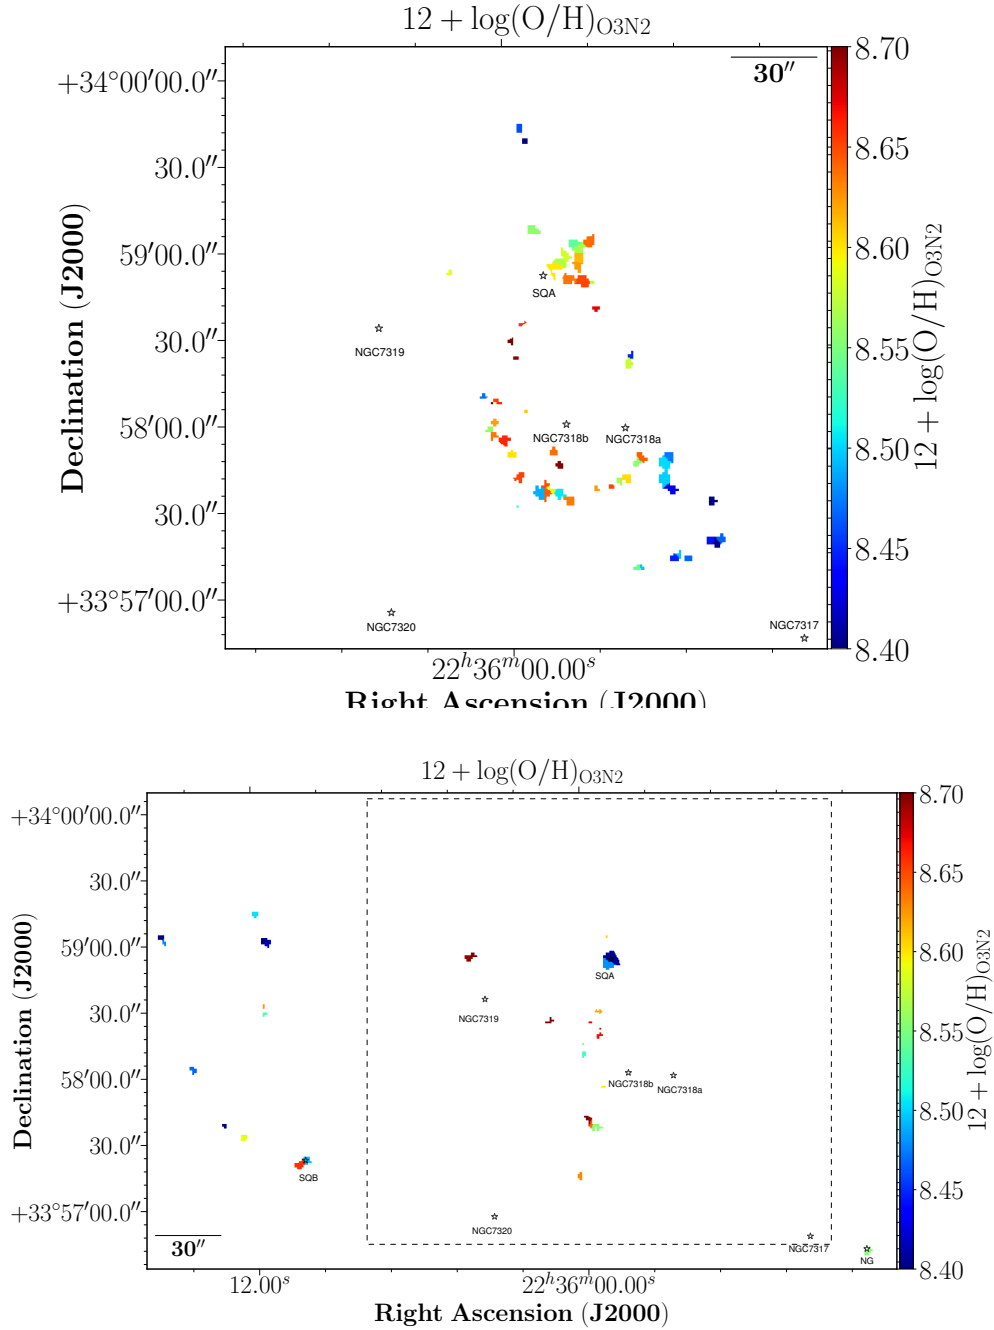 12 + log(O/H)O3N2
+34°00′00.0″
30.0″
59′00.0″
30.0″
58′00.0″
30.0″
+33°57′00.0″
Declination (J2000)
30″
SQA
NGC7319
NGC7318b
NGC7318a
NGC7320
NGC7317
22h36m00.00s
Right Ascension (J2000)
8.70
8.65
8.60
8.55
8.50
8.45
8.40
12 + log(O/H)O3N2
12 + log(O/H)O3N2
+34°00′00.0″
30.0″
59′00.0″
30.0″
58′00.0″
30.0″
+33°57′00.0″
Declination (J2000)
SQA
NGC7319
NGC7318b
NGC7318a
SQB
NGC7320
NGC7317
NG
30″
12.00s
22h36m00.00s
Right Ascension (J2000)
8.70
8.65
8.60
8.55
8.50
8.45
8.40
12 + log(O/H)O3N2